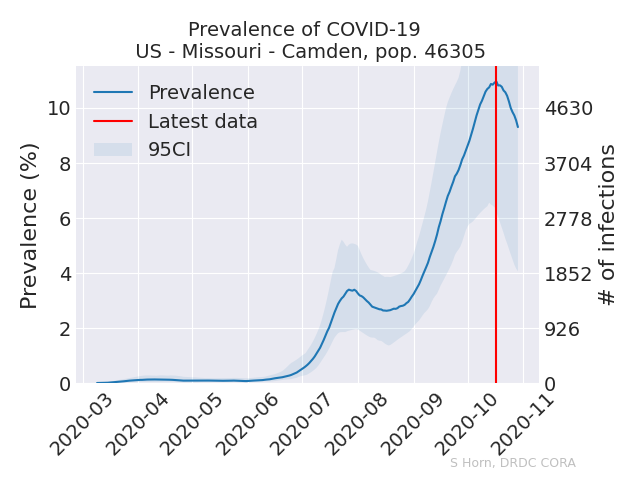 Prevalence of COVID-19
US - Missouri - Camden, pop. 46305
Prevalence
Latest data
95CI
Prevalence (%)
10
8
6
4
2
0
4630
3704
2778
1852
926
0
# of infections
2020-03
2020-04
2020-05
2020-06
2020-07
2020-08
2020-09
2020-10
2020-11
S Horn, DRDC CORA